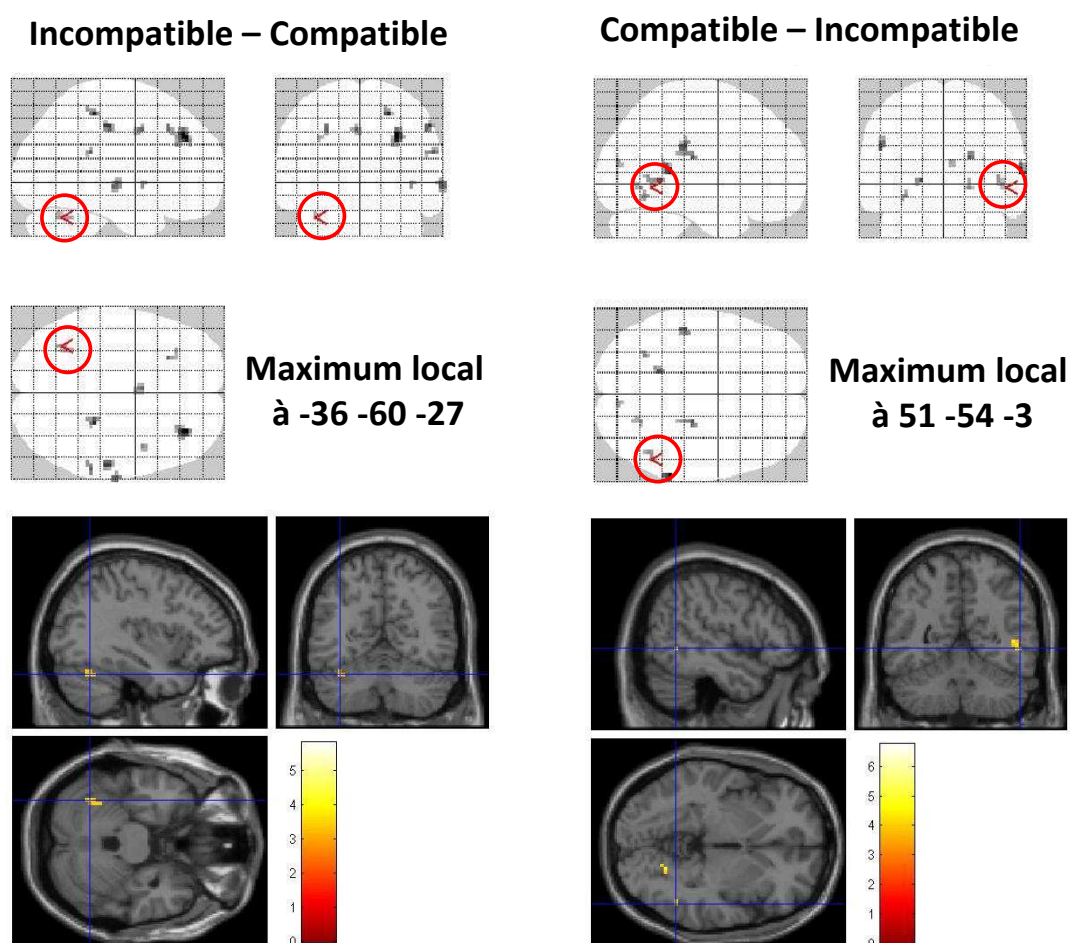 Incompatible – Compatible
Compatible – Incompatible
Maximum local
à -36 -60 -27
Maximum local
à 51 -54 -3
5
4
3
2
1
0
6
5
4
3
2
1
0